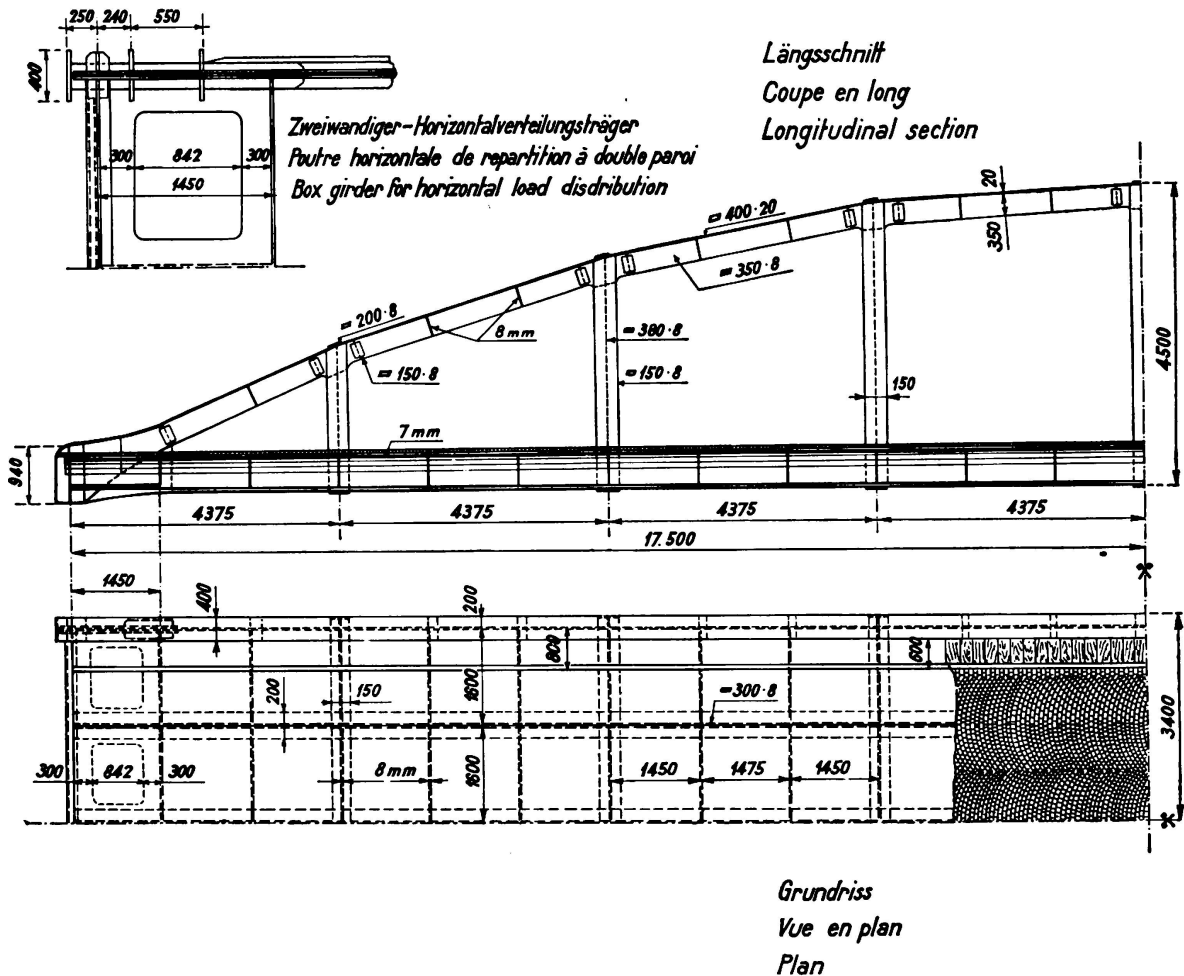 250 240 550
400
300 842 300
1450
Zweiwandiger-Horizontalverteilungsträger
Poutre horizontale de repartition à double paroi
Box girder for horizontal load disdribution
Längsschnitt
Coupe en long
Longitudinal section
20
350
400·20
350·8
200·8
8 mm
380·8
150·8
150·8
150
4500
7 mm
940
4375 4375 4375 4375
17.500
1450
400
200
800
600
1600
200
150
300·8
3400
300 842 300
8 mm
1600
1450 1475 1450
Grundriss
Vue en plan
Plan